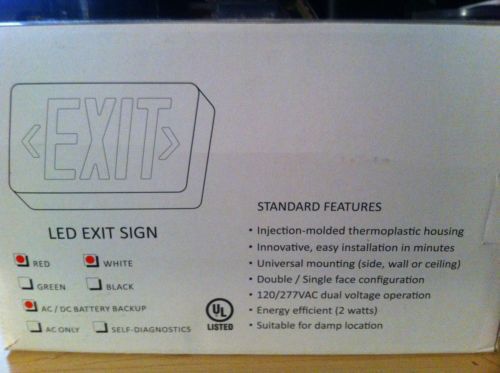 < EXIT >
LED EXIT SIGN
RED WHITE
GREEN BLACK
AC / DC BATTERY BACKUP
AC ONLY SELF-DIAGNOSTICS
UL
LISTED
STANDARD FEATURES
• Injection-molded thermoplastic housing
• Innovative, easy installation in minutes
• Universal mounting (side, wall or ceiling)
• Double / Single face configuration
• 120/277VAC dual voltage operation
• Energy efficient (2 watts)
• Suitable for damp location